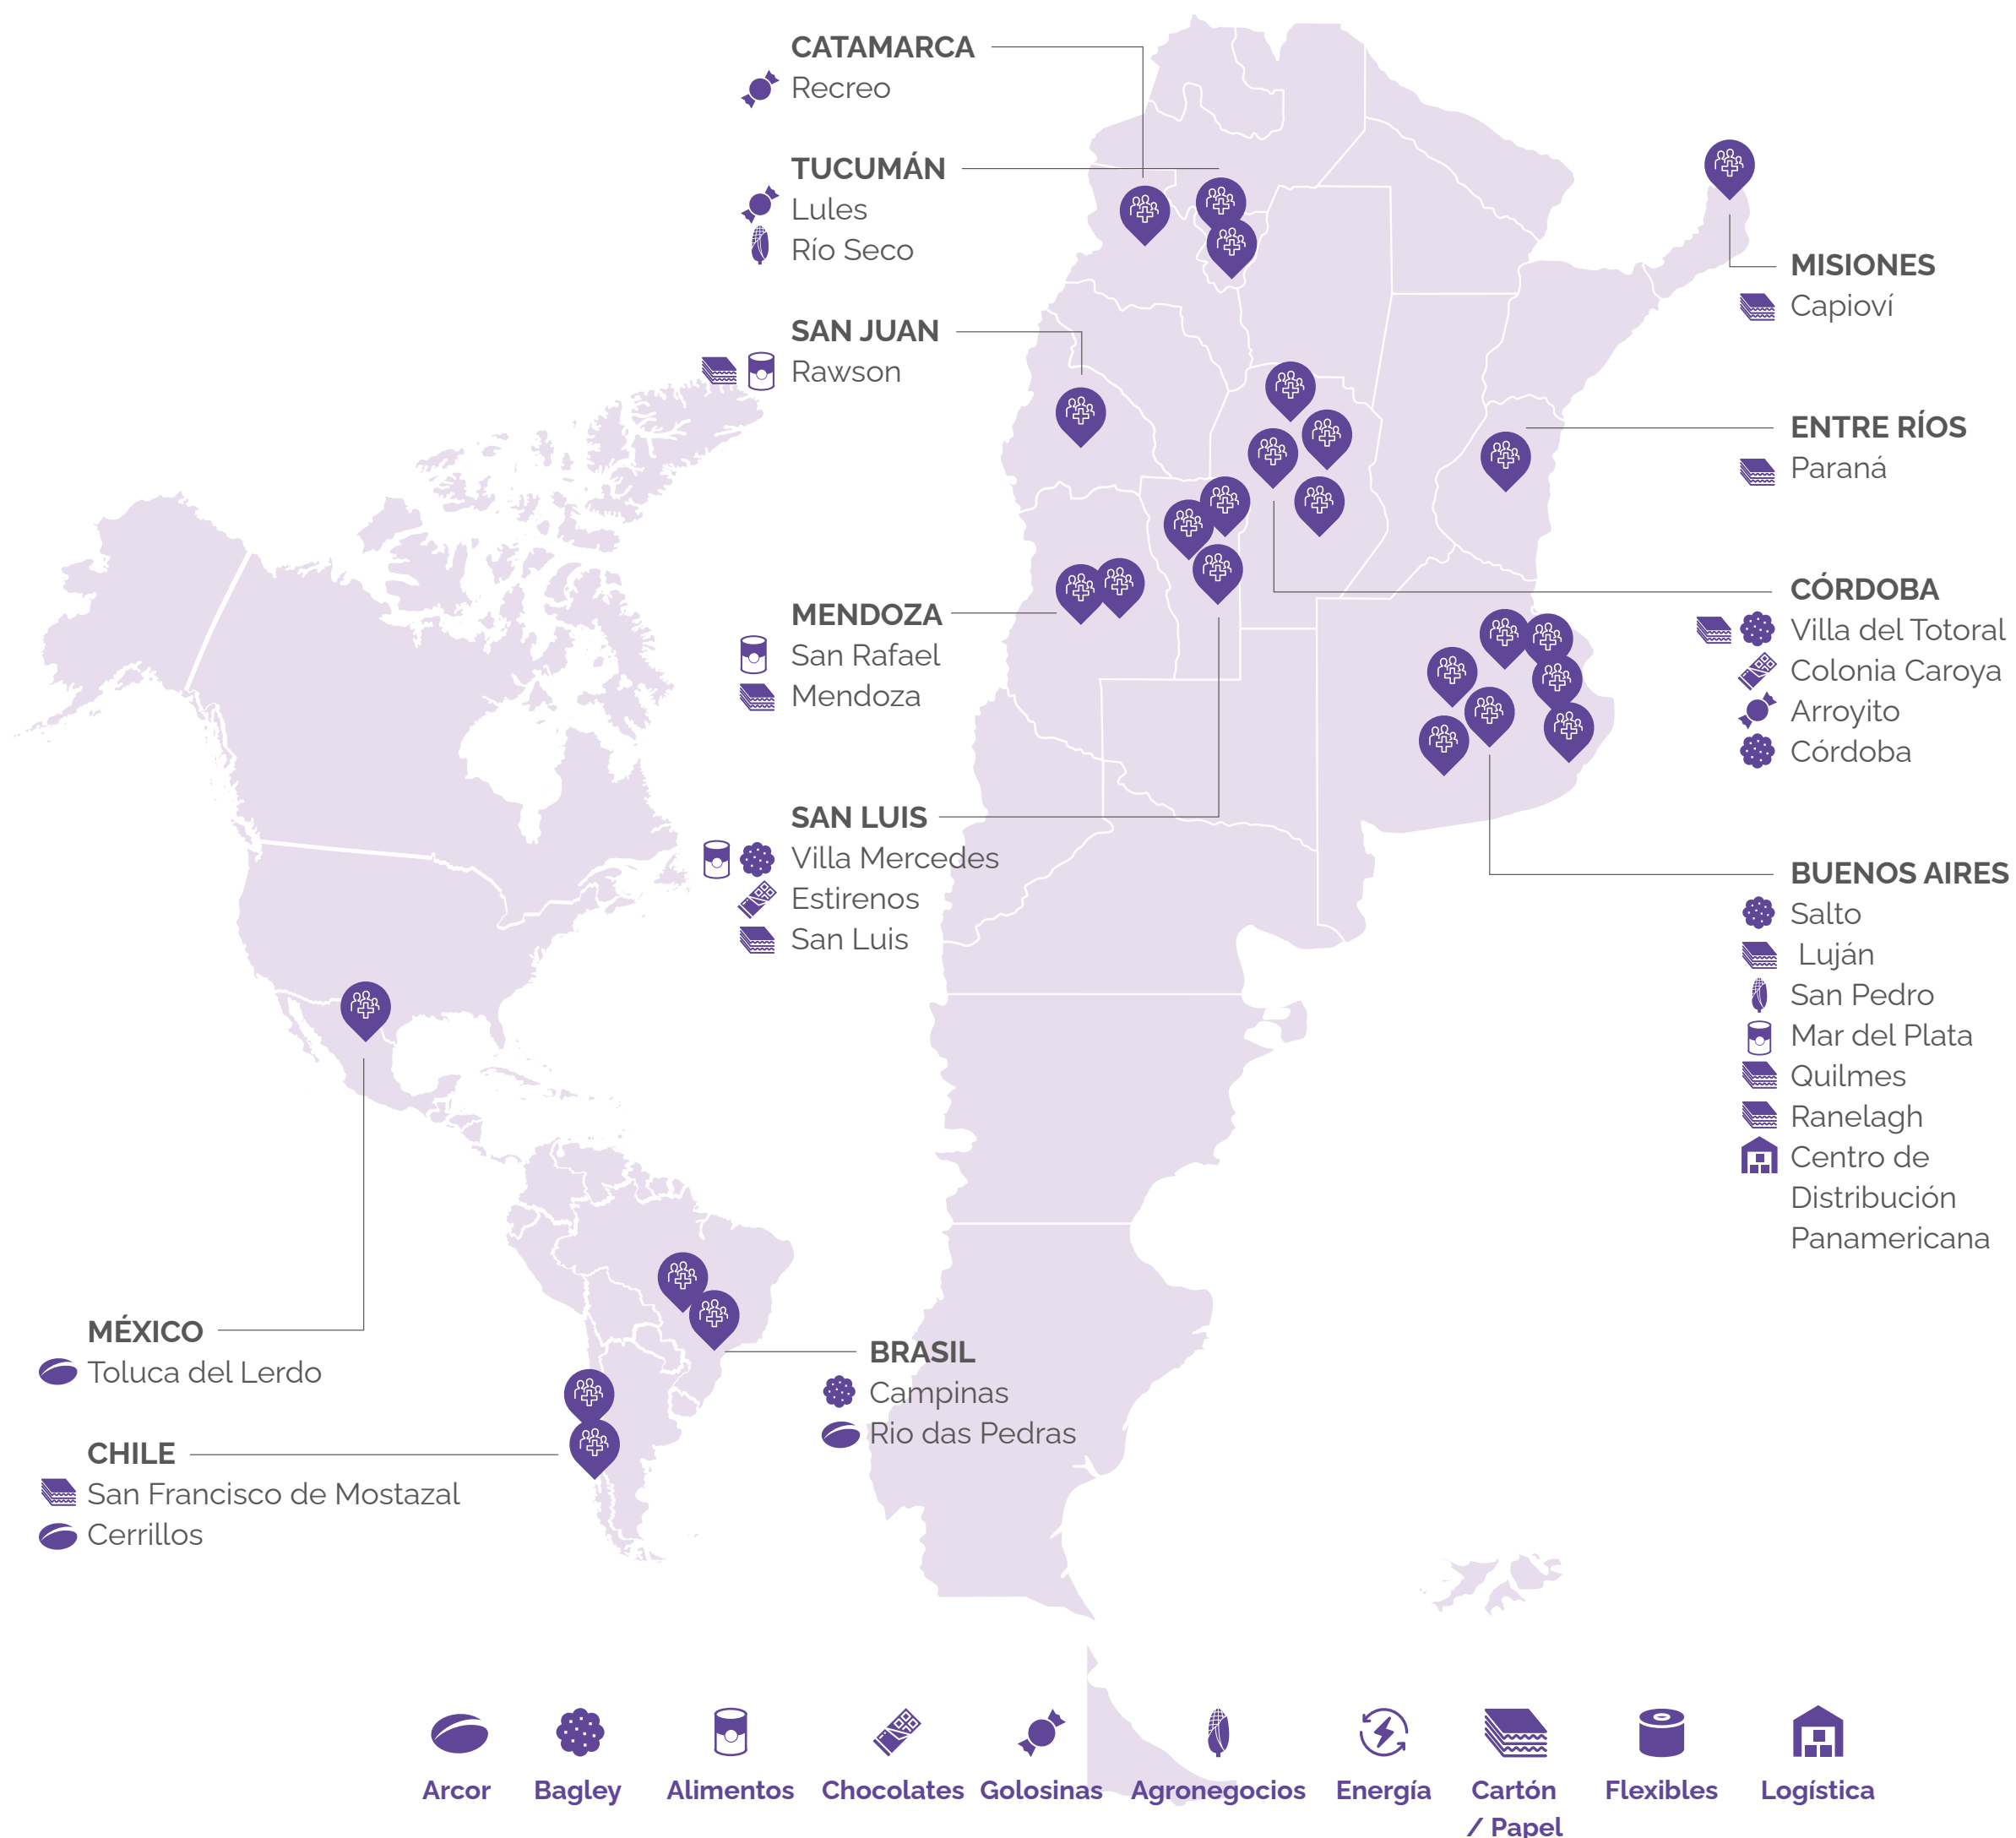 CATAMARCA
Recreo
TUCUMÁN
Lules
Río Seco
SAN JUAN
Rawson
MENDOZA
San Rafael
Mendoza
SAN LUIS
Villa Mercedes
Estirenos
San Luis
MISIONES
Capioví
ENTRE RÍOS
Paraná
CÓRDOBA
Villa del Totoral
Colonia Caroya
Arroyito
Córdoba
BUENOS AIRES
Salto
Luján
San Pedro
Mar del Plata
Quilmes
Ranelagh
Centro de
Distribución
Panamericana
MÉXICO
Toluca del Lerdo
CHILE
San Francisco de Mostazal
Cerrillos
BRASIL
Campinas
Rio das Pedras
Arcor
Bagley
Alimentos
Chocolates
Golosinas
Agronegocios
Energía
Cartón
/ Papel
Flexibles
Logística